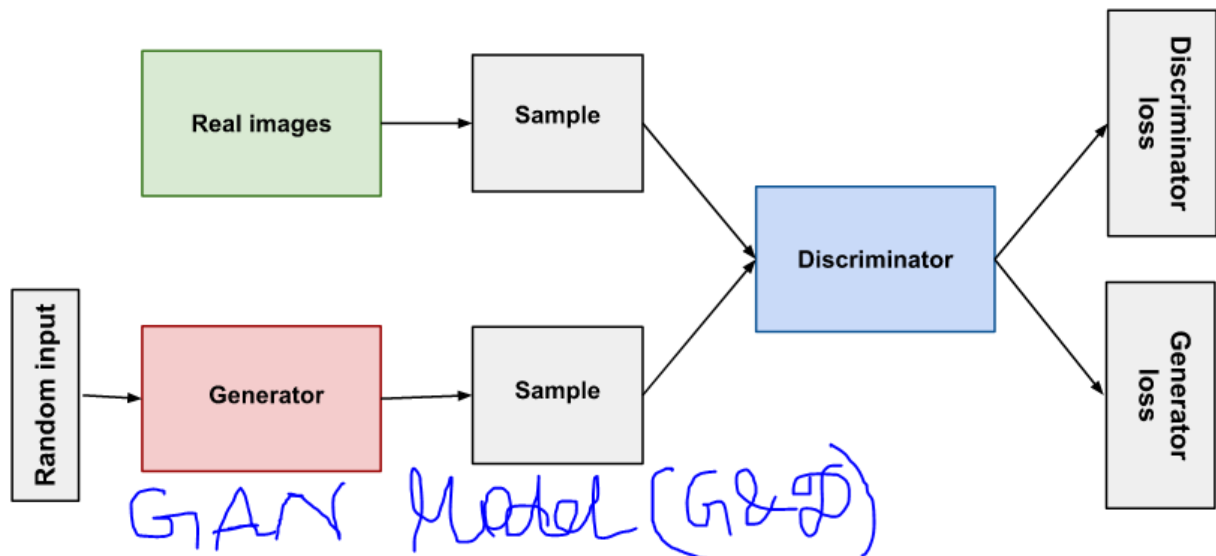 Real images
Sample
Discriminator
loss
Discriminator
Random input
Generator
Sample
Generator
loss
GAN Model (G&D)